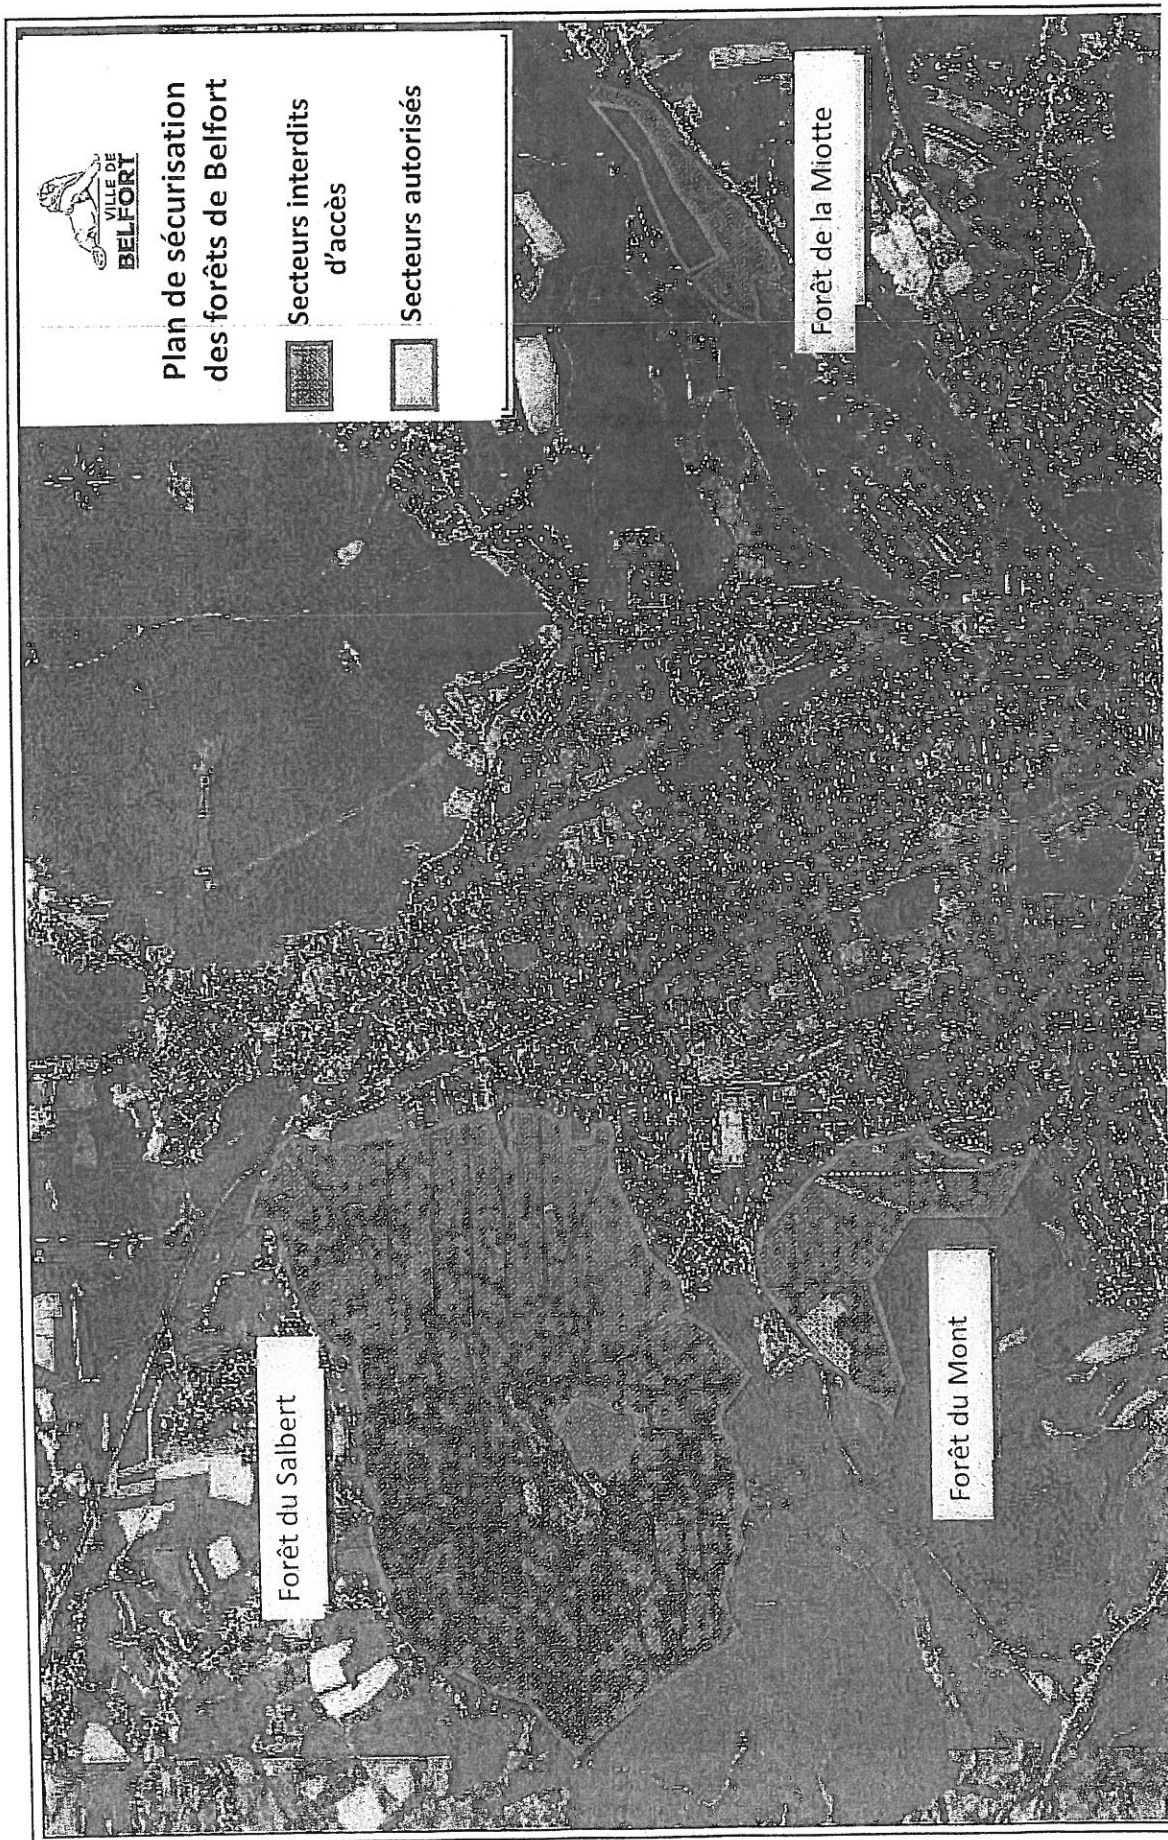 VILLE DE
BELFORT
Plan de sécurisation
des forêts de Belfort
Secteurs interdits
d'accès
Secteurs autorisés
Forêt du Salbert
Forêt du Mont
Forêt de la Miotte